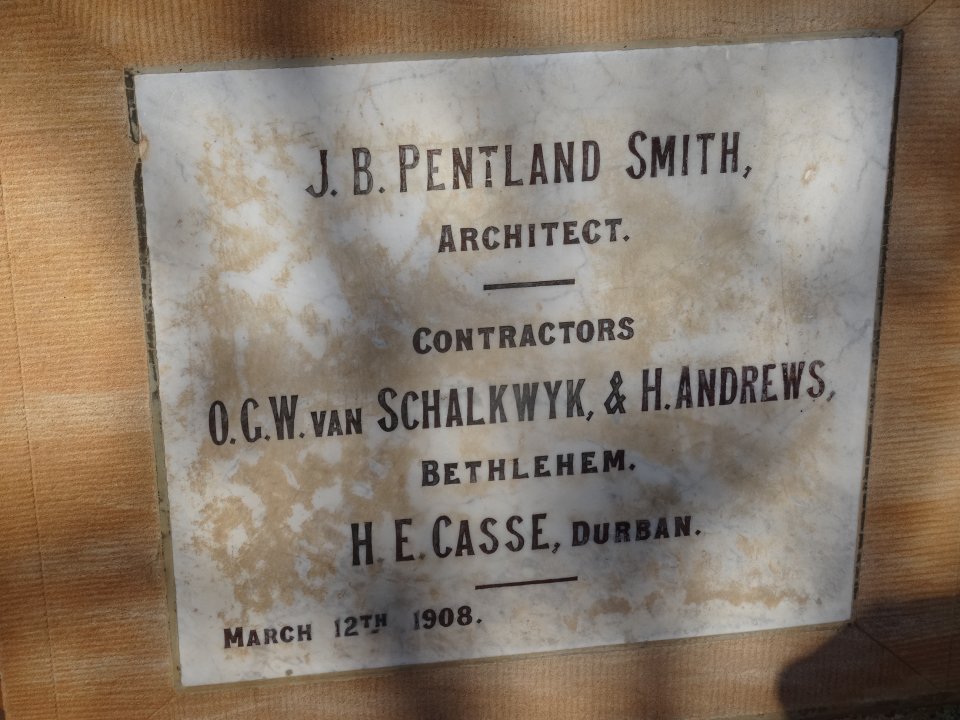 J. B. PENTLAND SMITH,
ARCHITECT.
CONTRACTORS
O.G.W. VAN SCHALKWYK, & H. ANDREWS,
BETHLEHEM.
H. E. CASSE, DURBAN.
MARCH 12TH 1908.